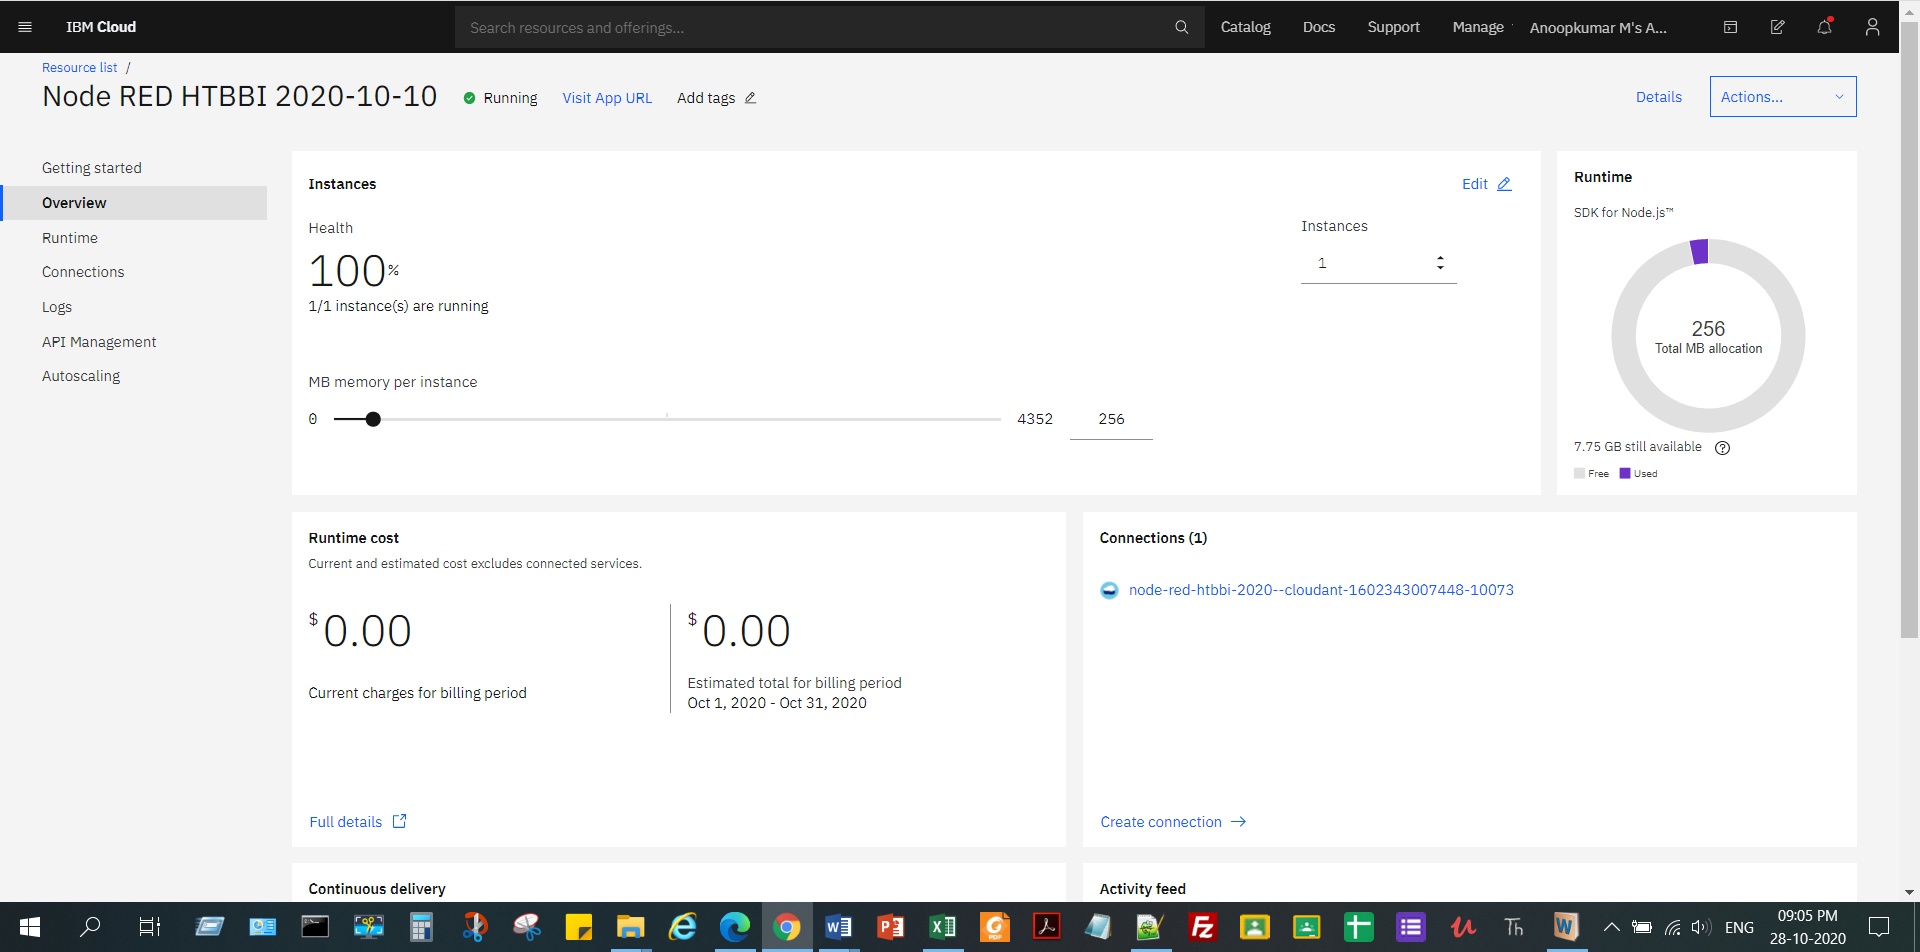 IBM Cloud
Search resources and offerings...
Catalog
Docs
Support
Manage
Anoopkumar M's A...
Resource list /
Node RED HTBBI 2020-10-10
Running
Visit App URL
Add tags
Details
Actions...
Getting started
Overview
Runtime
Connections
Logs
API Management
Autoscaling
Instances
Edit
Health
100%
1/1 instance(s) are running
Instances
1
MB memory per instance
0
4352
256
Runtime
SDK for Node.js™
256
Total MB allocation
7.75 GB still available
Free
Used
Runtime cost
Current and estimated cost excludes connected services.
$0.00
Current charges for billing period
$0.00
Estimated total for billing period
Oct 1, 2020 - Oct 31, 2020
Full details
Connections (1)
node-red-htbbi-2020--cloudant-1602343007448-10073
Create connection
Continuous delivery
Activity feed
ENG
09:05 PM
28-10-2020